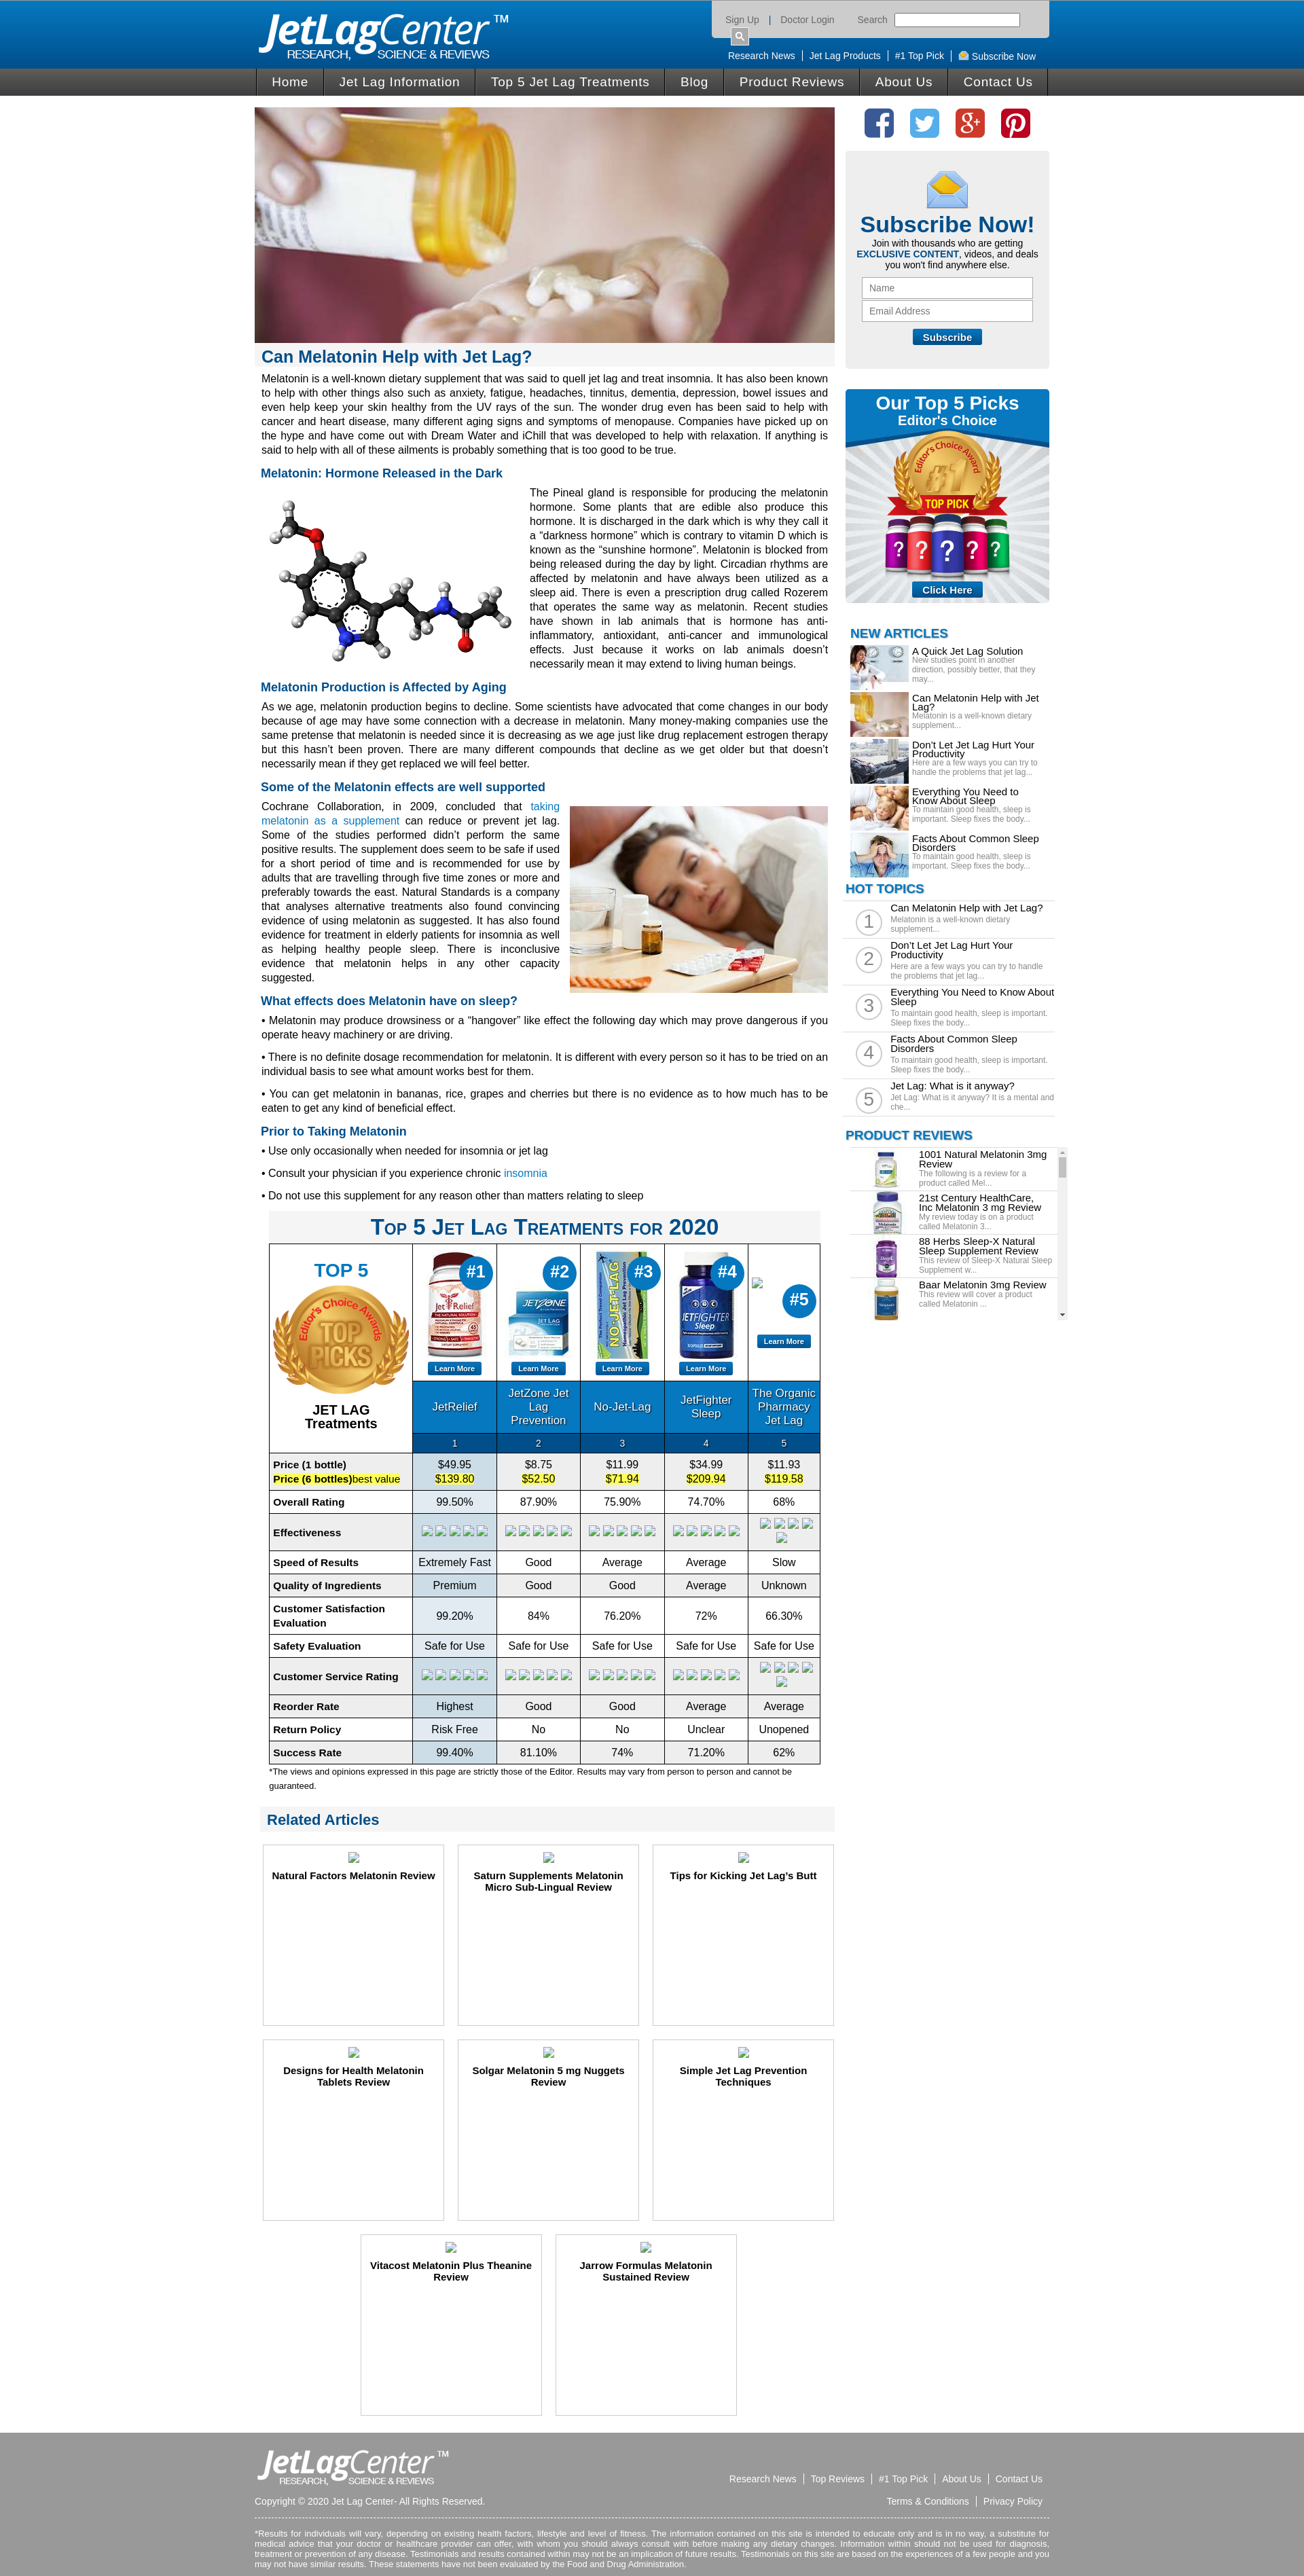 JetLagCenter™
RESEARCH, SCIENCE & REVIEWS
Sign Up | Doctor Login Search
Research News | Jet Lag Products | #1 Top Pick | Subscribe Now
Home | Jet Lag Information | Top 5 Jet Lag Treatments | Blog | Product Reviews | About Us | Contact Us
Can Melatonin Help with Jet Lag?
Melatonin is a well-known dietary supplement that was said to quell jet lag and treat insomnia. It has also been known
to help with other things also such as anxiety, fatigue, headaches, tinnitus, dementia, depression, bowel issues and
even help keep your skin healthy from the UV rays of the sun. The wonder drug even has been said to help with
cancer and heart disease, many different aging signs and symptoms of menopause. Companies have picked up on
the hype and have come out with Dream Water and iChill that was developed to help with relaxation. If anything is
said to help with all of these ailments is probably something that is too good to be true.
Melatonin: Hormone Released in the Dark
The Pineal gland is responsible for producing the melatonin
hormone. Some plants that are edible also produce this
hormone. It is discharged in the dark which is why they call it
a “darkness hormone” which is contrary to vitamin D which is
known as the “sunshine hormone”. Melatonin is blocked from
being released during the day by light. Circadian rhythms are
affected by melatonin and have always been utilized as a
sleep aid. There is even a prescription drug called Rozerem
that operates the same way as melatonin. Recent studies
have shown in lab animals that is hormone has anti-
inflammatory, antioxidant, anti-cancer and immunological
effects. Just because it works on lab animals doesn’t
necessarily mean it may extend to living human beings.
Melatonin Production is Affected by Aging
As we age, melatonin production begins to decline. Some scientists have advocated that come changes in our body
because of age may have some connection with a decrease in melatonin. Many money-making companies use the
same pretense that melatonin is needed since it is decreasing as we age just like drug replacement estrogen therapy
but this hasn’t been proven. There are many different compounds that decline as we get older but that doesn’t
necessarily mean if they get replaced we will feel better.
Some of the Melatonin effects are well supported
Cochrane Collaboration, in 2009, concluded that taking
melatonin as a supplement can reduce or prevent jet lag.
Some of the studies performed didn’t perform the same
positive results. The supplement does seem to be safe if used
for a short period of time and is recommended for use by
adults that are travelling through five time zones or more and
preferably towards the east. Natural Standards is a company
that analyses alternative treatments also found convincing
evidence of using melatonin as suggested. It has also found
evidence for treatment in elderly patients for insomnia as well
as helping healthy people sleep. There is inconclusive
evidence that melatonin helps in any other capacity
suggested.
What effects does Melatonin have on sleep?
• Melatonin may produce drowsiness or a “hangover” like effect the following day which may prove dangerous if you
operate heavy machinery or are driving.
• There is no definite dosage recommendation for melatonin. It is different with every person so it has to be tried on an
individual basis to see what amount works best for them.
• You can get melatonin in bananas, rice, grapes and cherries but there is no evidence as to how much has to be
eaten to get any kind of beneficial effect.
Prior to Taking Melatonin
• Use only occasionally when needed for insomnia or jet lag
• Consult your physician if you experience chronic insomnia
• Do not use this supplement for any reason other than matters relating to sleep
Top 5 Jet Lag Treatments for 2020
TOP 5
Editor's Choice Awards
TOP PICKS
JET LAG
Treatments
#1 #2 #3 #4 #5
Jet Relief
JETZONE
JET LAG
NO-JET-LAG
JETFIGHTER
Sleep
Learn More Learn More Learn More Learn More Learn More
JetRelief
JetZone Jet Lag Prevention
No-Jet-Lag
JetFighter Sleep
The Organic Pharmacy Jet Lag
1 2 3 4 5
Price (1 bottle) $49.95 $8.75 $11.99 $34.99 $11.93
Price (6 bottles)best value $139.80 $52.50 $71.94 $209.94 $119.58
Overall Rating 99.50% 87.90% 75.90% 74.70% 68%
Effectiveness
Speed of Results Extremely Fast Good Average Average Slow
Quality of Ingredients Premium Good Good Average Unknown
Customer Satisfaction Evaluation 99.20% 84% 76.20% 72% 66.30%
Safety Evaluation Safe for Use Safe for Use Safe for Use Safe for Use Safe for Use
Customer Service Rating
Reorder Rate Highest Good Good Average Average
Return Policy Risk Free No No Unclear Unopened
Success Rate 99.40% 81.10% 74% 71.20% 62%
*The views and opinions expressed in this page are strictly those of the Editor. Results may vary from person to person and cannot be
guaranteed.
Related Articles
Natural Factors Melatonin Review
Saturn Supplements Melatonin
Micro Sub-Lingual Review
Tips for Kicking Jet Lag’s Butt
Designs for Health Melatonin
Tablets Review
Solgar Melatonin 5 mg Nuggets
Review
Simple Jet Lag Prevention
Techniques
Vitacost Melatonin Plus Theanine
Review
Jarrow Formulas Melatonin
Sustained Review
Subscribe Now!
Join with thousands who are getting
EXCLUSIVE CONTENT, videos, and deals
you won't find anywhere else.
Name
Email Address
Subscribe
Our Top 5 Picks
Editor's Choice
Editor's Choice Award
#1
TOP PICK
? ? ? ? ?
Click Here
NEW ARTICLES
A Quick Jet Lag Solution
New studies point in another
direction, possibly better, that they
may...
Can Melatonin Help with Jet
Lag?
Melatonin is a well-known dietary
supplement...
Don’t Let Jet Lag Hurt Your
Productivity
Here are a few ways you can try to
handle the problems that jet lag...
Everything You Need to
Know About Sleep
To maintain good health, sleep is
important. Sleep fixes the body...
Facts About Common Sleep
Disorders
To maintain good health, sleep is
important. Sleep fixes the body...
HOT TOPICS
1
Can Melatonin Help with Jet Lag?
Melatonin is a well-known dietary
supplement...
2
Don’t Let Jet Lag Hurt Your
Productivity
Here are a few ways you can try to handle
the problems that jet lag...
3
Everything You Need to Know About
Sleep
To maintain good health, sleep is important.
Sleep fixes the body...
4
Facts About Common Sleep
Disorders
To maintain good health, sleep is important.
Sleep fixes the body...
5
Jet Lag: What is it anyway?
Jet Lag: What is it anyway? It is a mental and
che...
PRODUCT REVIEWS
1001 Natural Melatonin 3mg
Review
The following is a review for a
product called Mel...
21st Century HealthCare,
Inc Melatonin 3 mg Review
My review today is on a product
called Melatonin 3...
88 Herbs Sleep-X Natural
Sleep Supplement Review
This review of Sleep-X Natural Sleep
Supplement w...
Baar Melatonin 3mg Review
This review will cover a product
called Melatonin ...
JetLagCenter™
RESEARCH, SCIENCE & REVIEWS
Research News | Top Reviews | #1 Top Pick | About Us | Contact Us
Copyright © 2020 Jet Lag Center- All Rights Reserved.
Terms & Conditions | Privacy Policy
*Results for individuals will vary, depending on existing health factors, lifestyle and level of fitness. The information contained on this site is intended to educate only and is in no way, a substitute for
medical advice that your doctor or healthcare provider can offer, with whom you should always consult with before making any dietary changes. Information within should not be used for diagnosis,
treatment or prevention of any disease. Testimonials and results contained within may not be an implication of future results. Testimonials on this site are based on the experiences of a few people and you
may not have similar results. These statements have not been evaluated by the Food and Drug Administration.